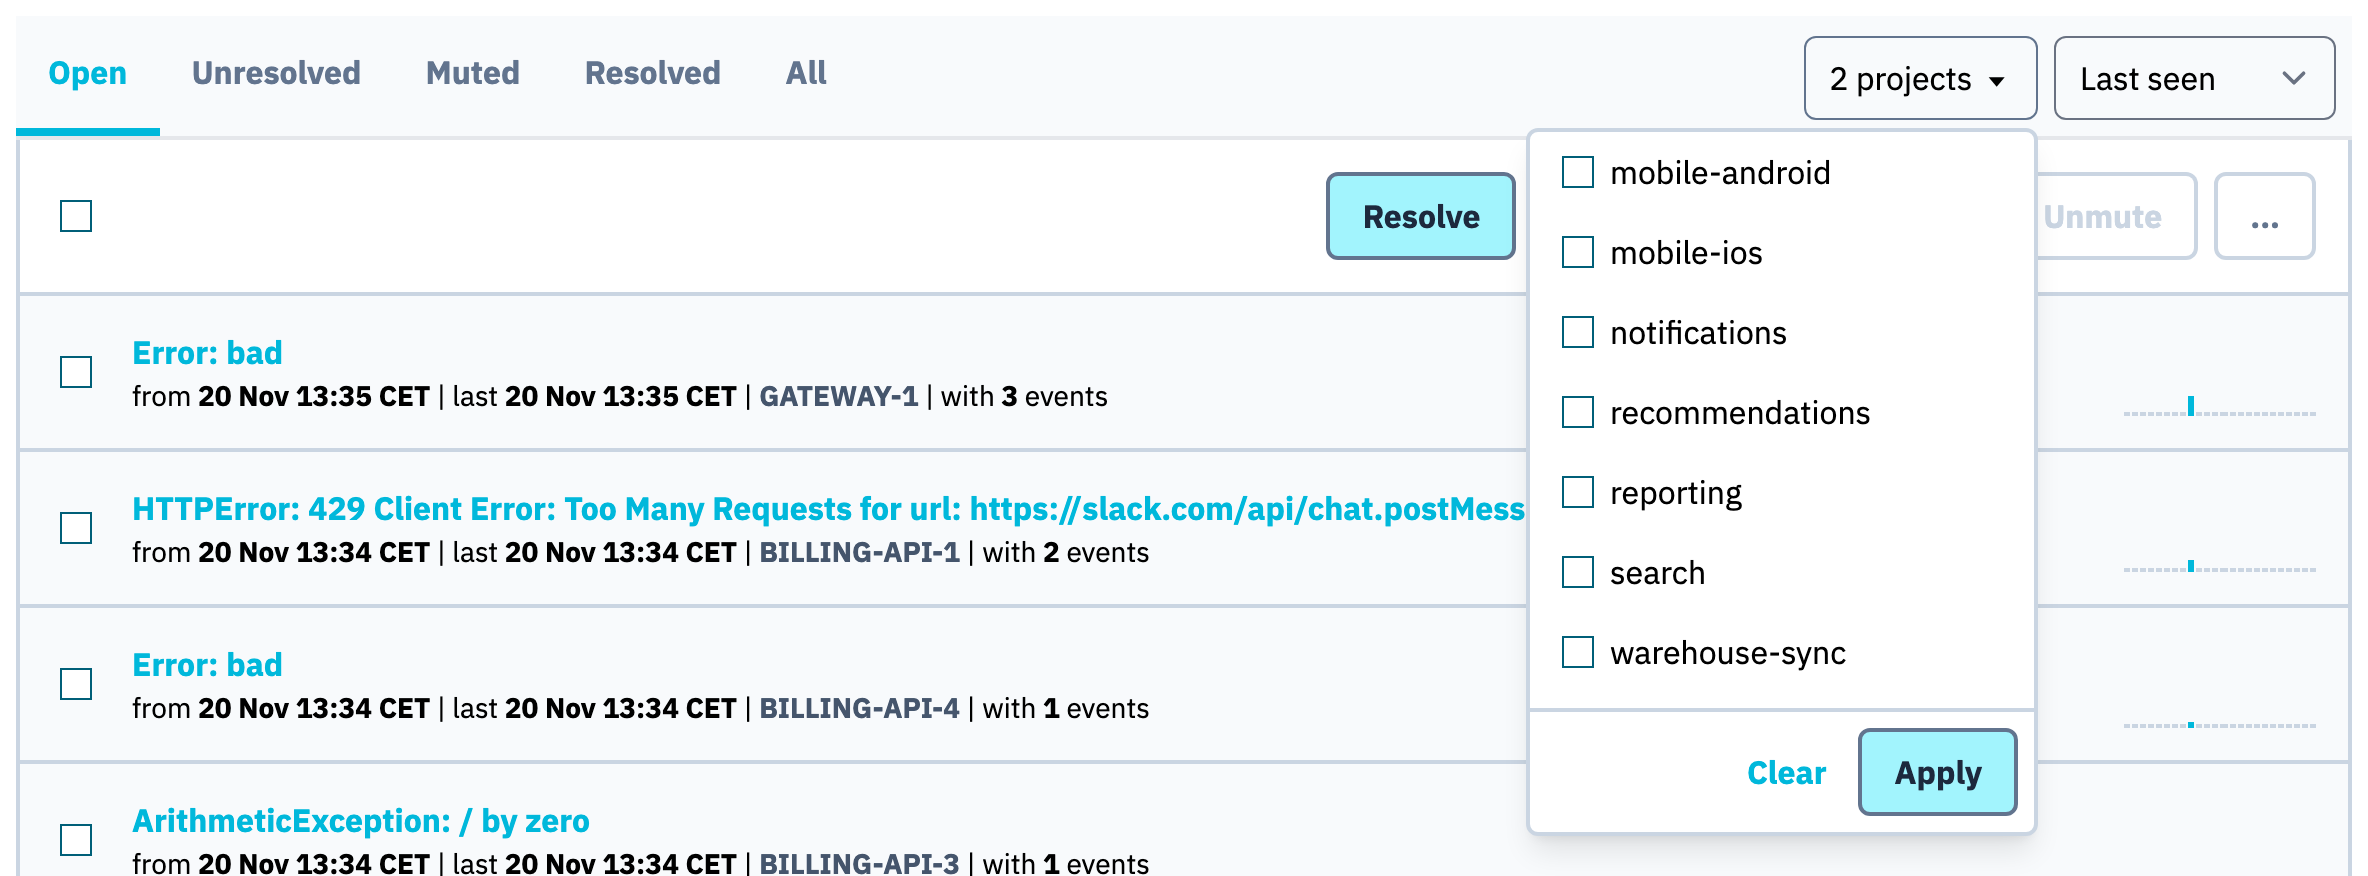 Open Unresolved Muted Resolved All 2 projects Last seen
Resolve Unmute ...
mobile-android
mobile-ios
notifications
recommendations
reporting
search
warehouse-sync
Clear Apply
Error: bad
from 20 Nov 13:35 CET | last 20 Nov 13:35 CET | GATEWAY-1 | with 3 events
HTTPError: 429 Client Error: Too Many Requests for url: https://slack.com/api/chat.postMess
from 20 Nov 13:34 CET | last 20 Nov 13:34 CET | BILLING-API-1 | with 2 events
Error: bad
from 20 Nov 13:34 CET | last 20 Nov 13:34 CET | BILLING-API-4 | with 1 events
ArithmeticException: / by zero
from 20 Nov 13:34 CET | last 20 Nov 13:34 CET | BILLING-API-3 | with 1 events